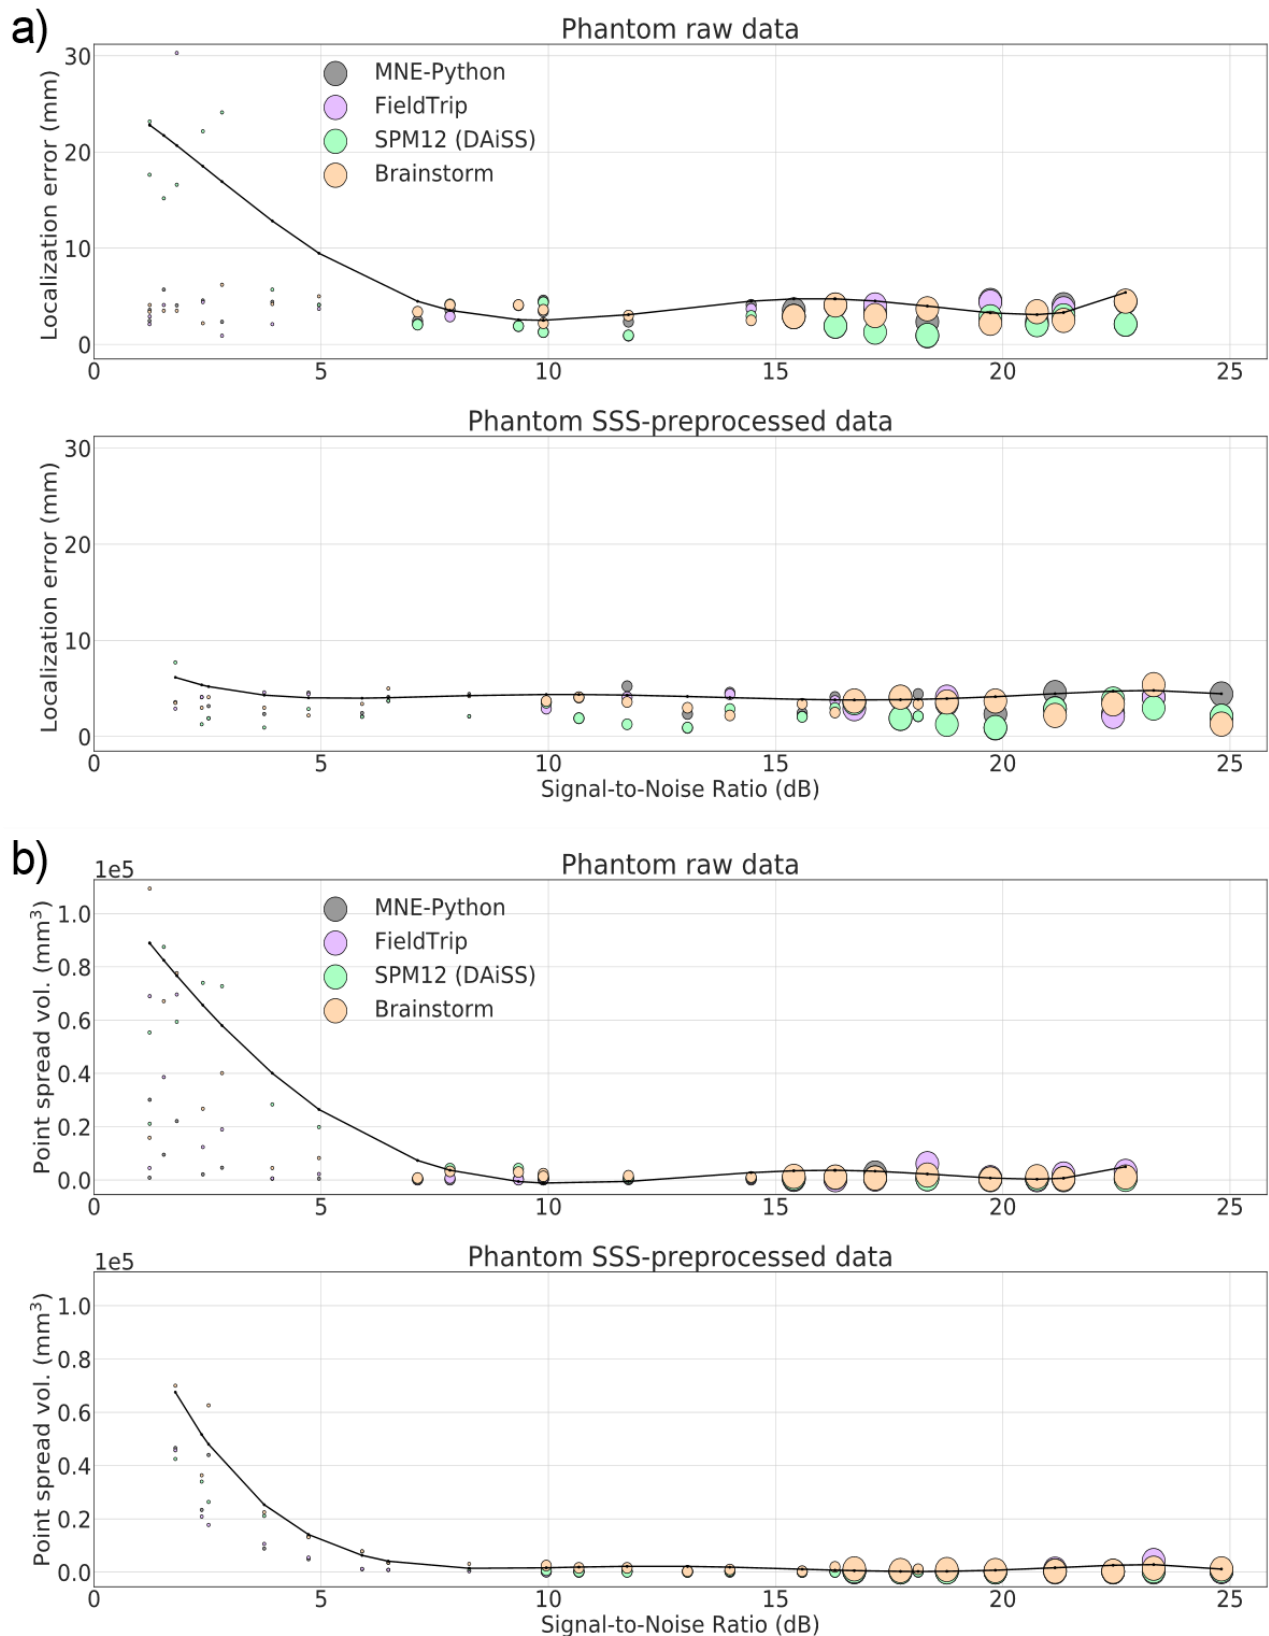 a)
Phantom raw data
Localization error (mm)
30
20
10
0
MNE-Python
FieldTrip
SPM12 (DAiSS)
Brainstorm
0 5 10 15 20 25
Phantom SSS-preprocessed data
Localization error (mm)
30
20
10
0
0 5 10 15 20 25
Signal-to-Noise Ratio (dB)
b)
Phantom raw data
1e5
Point spread vol. (mm³)
1.0
0.8
0.6
0.4
0.2
0.0
MNE-Python
FieldTrip
SPM12 (DAiSS)
Brainstorm
0 5 10 15 20 25
Phantom SSS-preprocessed data
1e5
Point spread vol. (mm³)
1.0
0.8
0.6
0.4
0.2
0.0
0 5 10 15 20 25
Signal-to-Noise Ratio (dB)